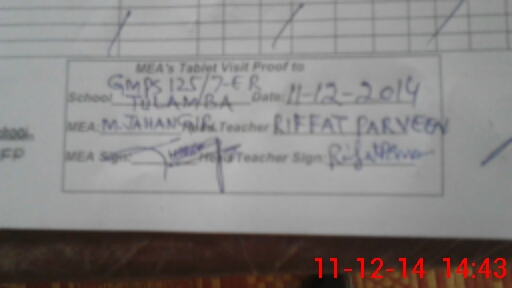 MEA's Tablet Visit Proof to
School GMPS 125/7-ER Date: 11-12-2014
TULAMBA
MEA: M. JAHANGIR Head Teacher RIFFAT PARVEEN
MEA Sign: Head Teacher Sign:
11-12-14 14:43